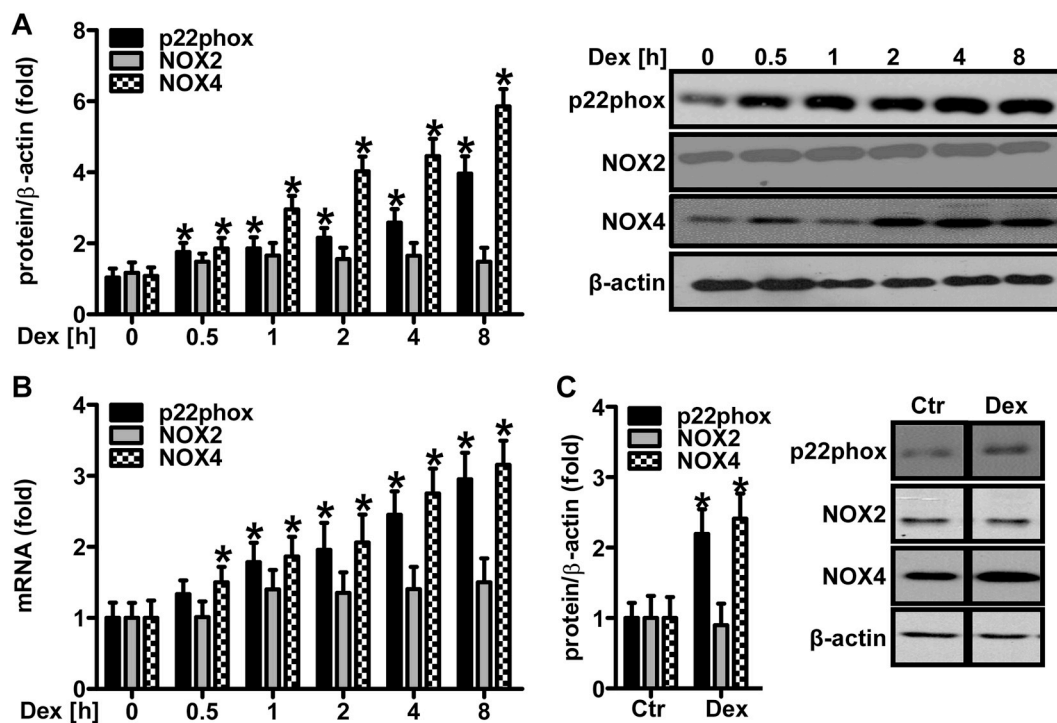 A
p22phox
NOX2
NOX4
protein/β-actin (fold)
8
6
4
2
0
* * * * * * * * * *
Dex [h] 0 0.5 1 2 4 8
Dex [h] 0 0.5 1 2 4 8
p22phox
NOX2
NOX4
β-actin
B
p22phox
NOX2
NOX4
mRNA (fold)
4
3
2
1
0
* * * * * * * * *
Dex [h] 0 0.5 1 2 4 8
C
p22phox
NOX2
NOX4
protein/β-actin (fold)
4
3
2
1
0
* *
Ctr Dex
Ctr Dex
p22phox
NOX2
NOX4
β-actin